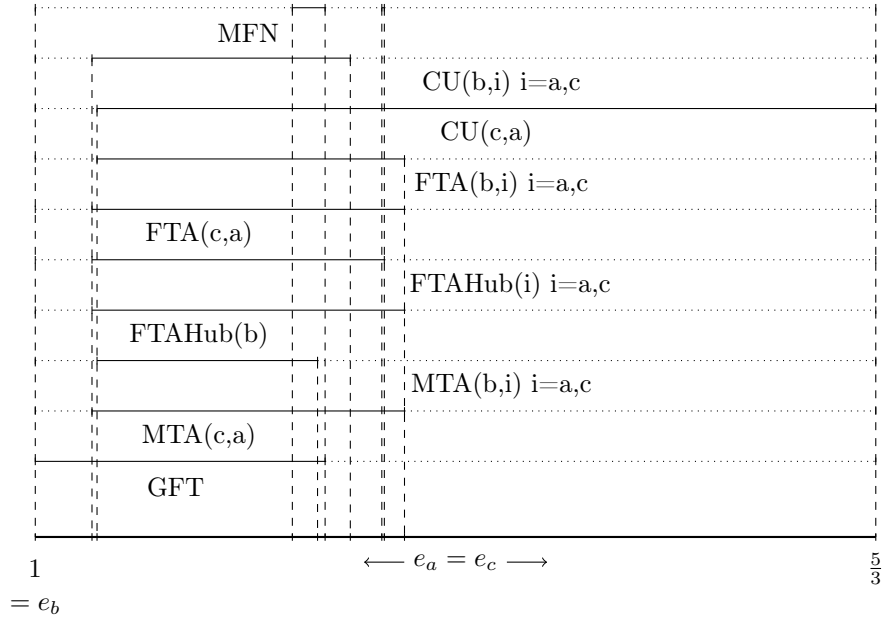 MFN
CU(b,i) i=a,c
CU(c,a)
FTA(b,i) i=a,c
FTA(c,a)
FTAHub(i) i=a,c
FTAHub(b)
MTA(b,i) i=a,c
MTA(c,a)
GFT
← e_a = e_c →
1 5/3
= e_b